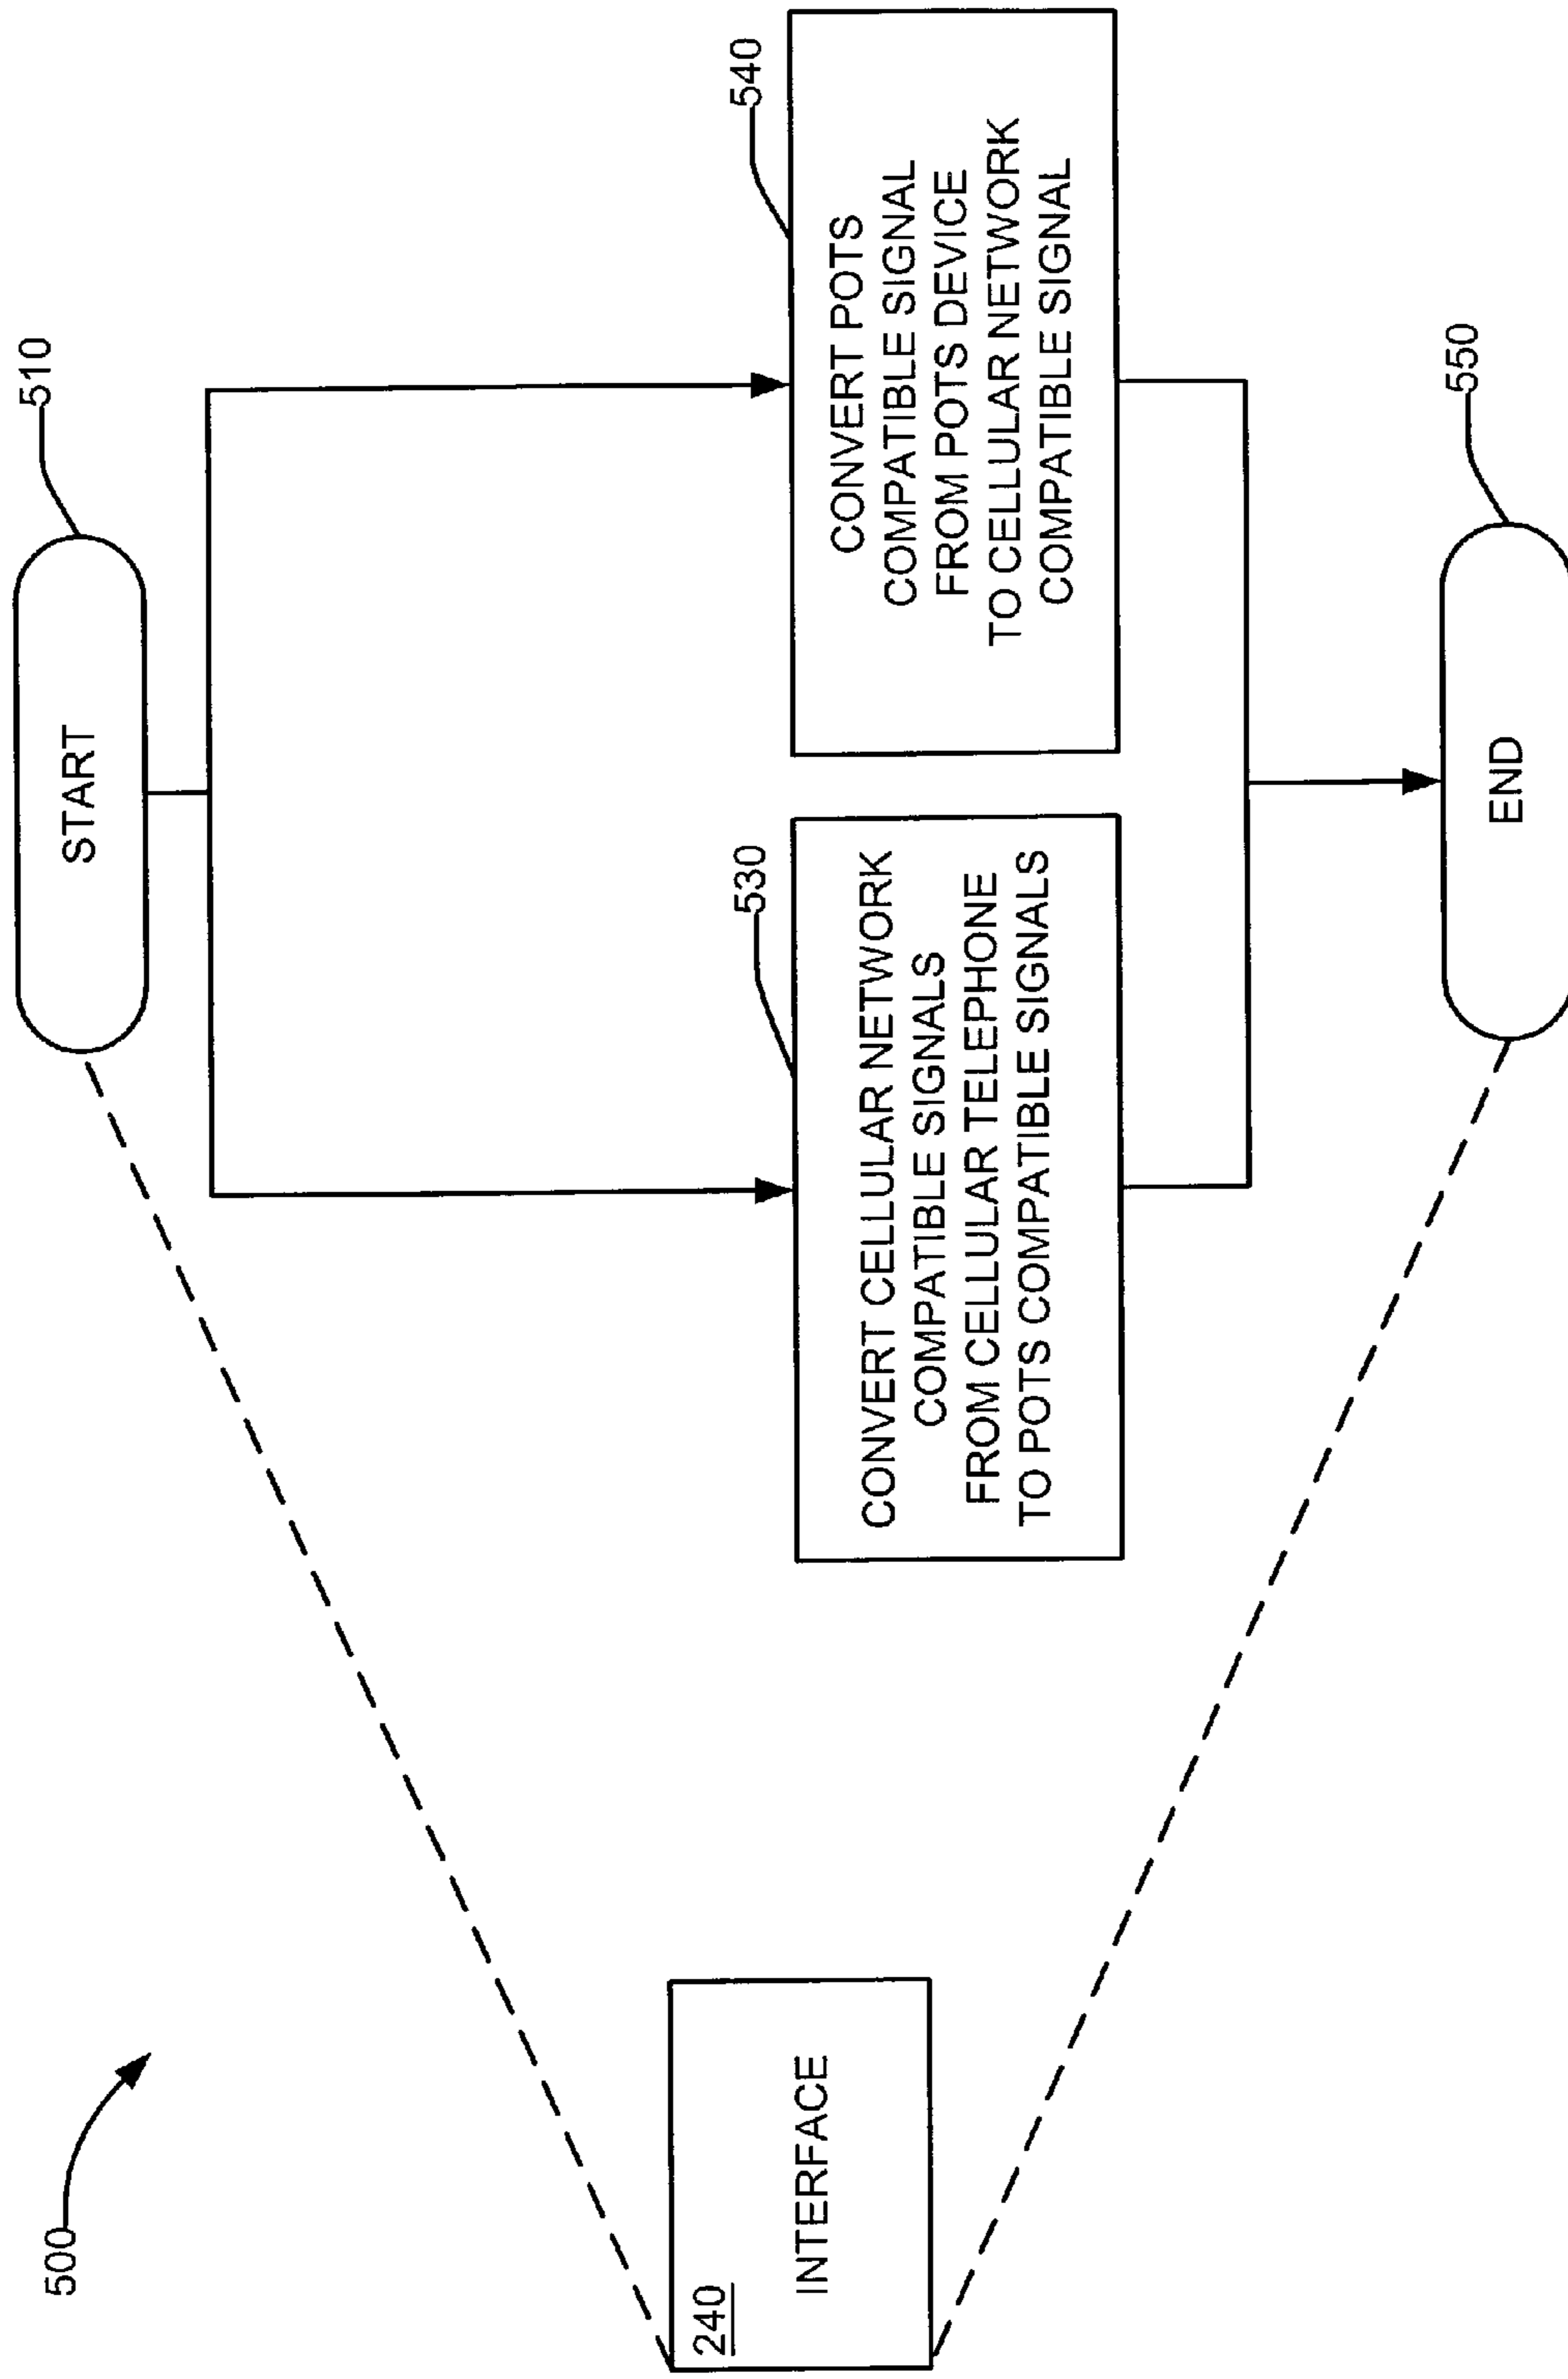 500
510
START
240
INTERFACE
530
CONVERT CELLULAR NETWORK
COMPATIBLE SIGNALS
FROM CELLULAR TELEPHONE
TO POTS COMPATIBLE SIGNALS
540
CONVERT POTS
COMPATIBLE SIGNAL
FROM POTS DEVICE
TO CELLULAR NETWORK
COMPATIBLE SIGNAL
550
END